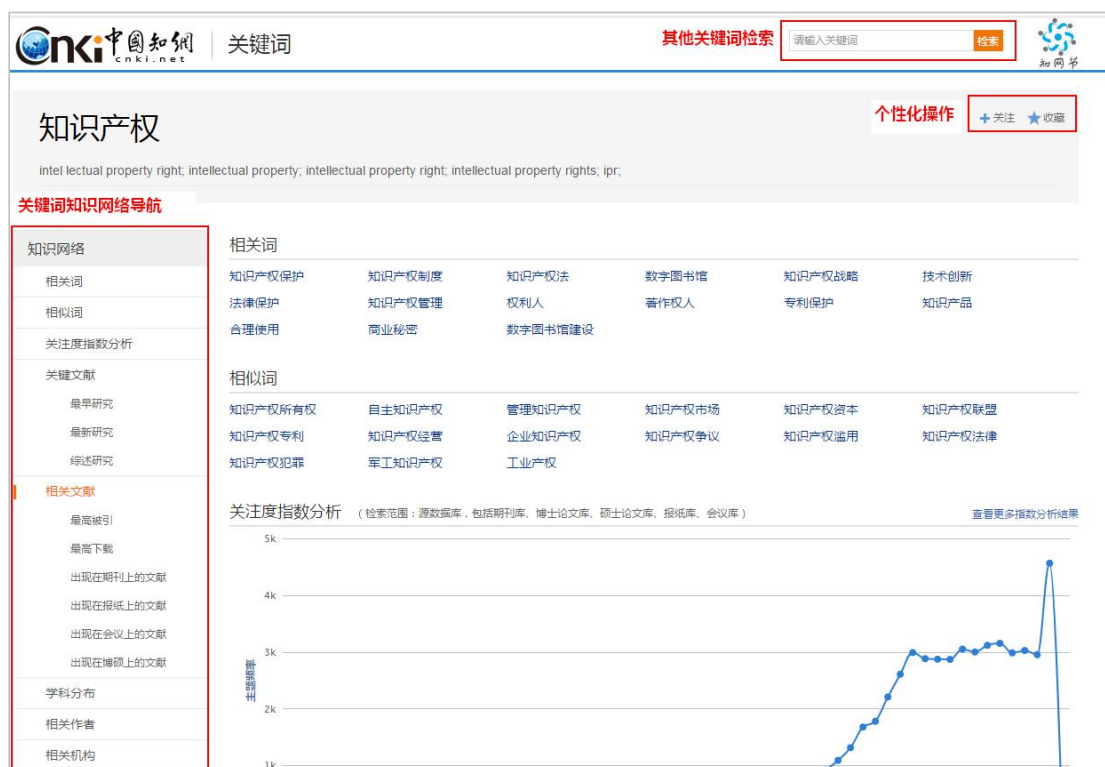 cnki中国知网 关键词 其他关键词检索 请输入关键词 检索
cnki.net
知网节
知识产权 个性化操作 +关注 ★收藏
intel lectual property right; intellectual property; intellectual property right; intellectual property rights; ipr;
关键词知识网络导航
知识网络
相关词
相似词
关注度指数分析
关键文献
最早研究
最新研究
综述研究
相关文献
最高被引
最高下载
出现在期刊上的文献
出现在报纸上的文献
出现在会议上的文献
出现在博硕上的文献
学科分布
相关作者
相关机构
相关词
知识产权保护 知识产权制度 知识产权法 数字图书馆 知识产权战略 技术创新
法律保护 知识产权管理 权利人 著作权人 专利保护 知识产品
合理使用 商业秘密 数字图书馆建设
相似词
知识产权所有权 自主知识产权 管理知识产权 知识产权市场 知识产权资本 知识产权联盟
知识产权专利 知识产权经营 企业知识产权 知识产权争议 知识产权滥用 知识产权法律
知识产权犯罪 军工知识产权 工业产权
关注度指数分析 （检索范围：源数据库，包括期刊库、博士论文库、硕士论文库、报纸库、会议库） 查看更多指数分析结果
5k
4k
3k
主题频率
2k
1k